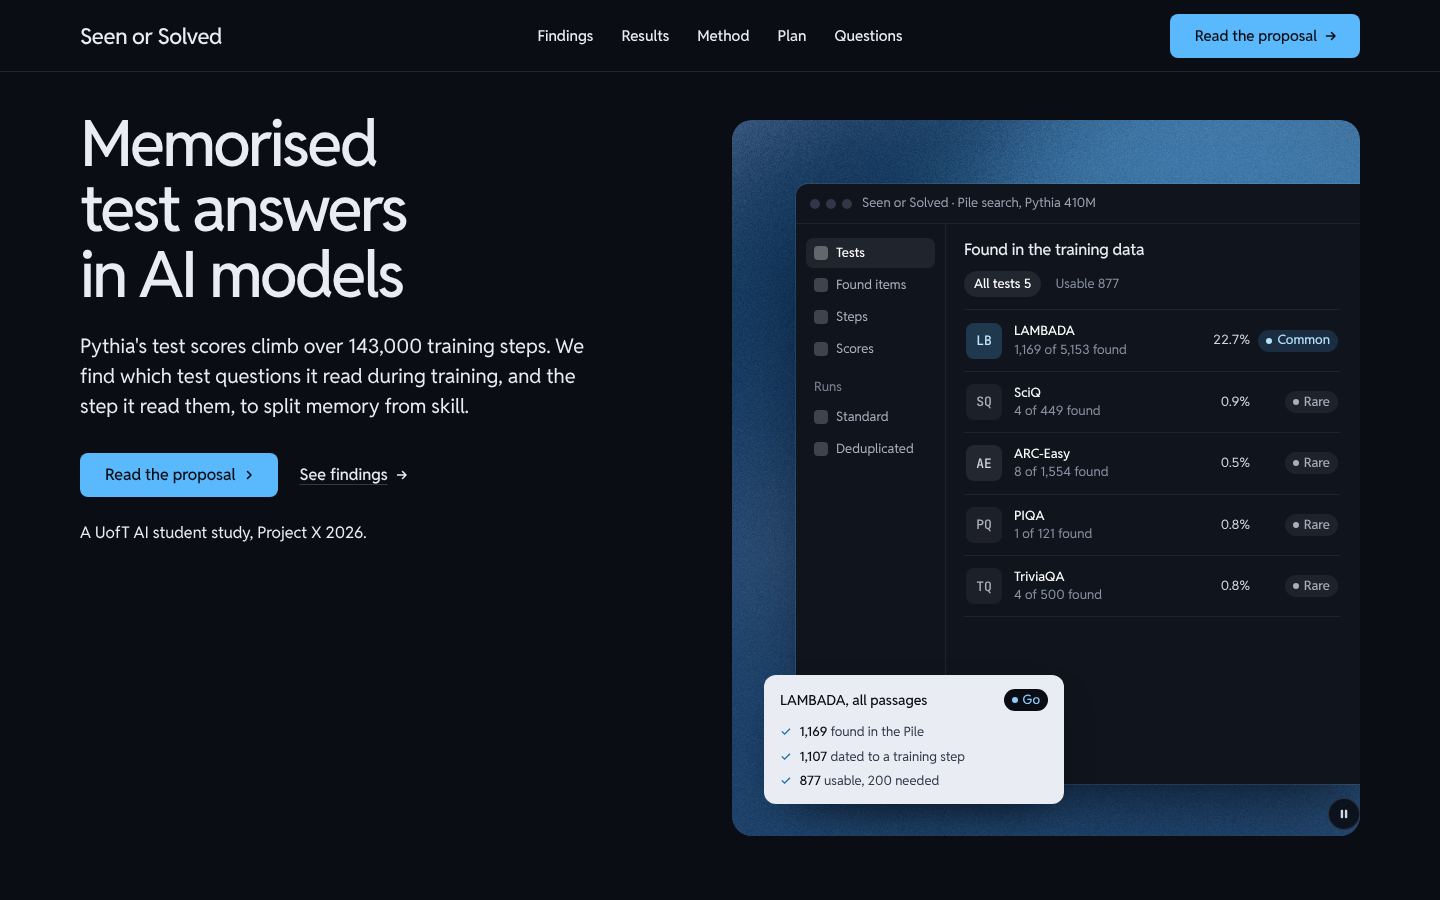 Seen or Solved
Findings
Results
Method
Plan
Questions
Read the proposal →
Memorised
test answers
in AI models
Pythia's test scores climb over 143,000 training steps. We
find which test questions it read during training, and the
step it read them, to split memory from skill.
Read the proposal ›
See findings →
A UofT AI student study, Project X 2026.
Seen or Solved · Pile search, Pythia 410M
Tests
Found items
Steps
Scores
Runs
Standard
Deduplicated
Found in the training data
All tests 5
Usable 877
LB
LAMBADA
1,169 of 5,153 found
22.7%
Common
SQ
SciQ
4 of 449 found
0.9%
Rare
AE
ARC-Easy
8 of 1,554 found
0.5%
Rare
PQ
PIQA
1 of 121 found
0.8%
Rare
TQ
TriviaQA
4 of 500 found
0.8%
Rare
LAMBADA, all passages
Go
1,169 found in the Pile
1,107 dated to a training step
877 usable, 200 needed